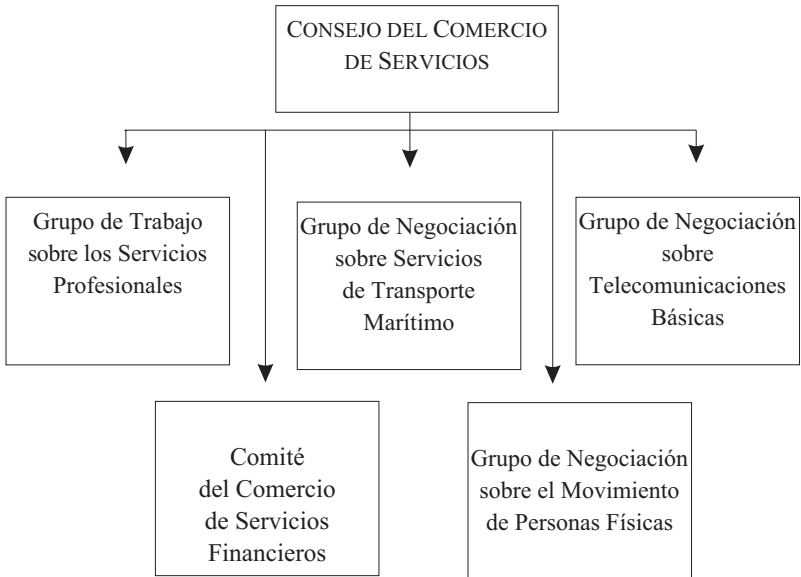 CONSEJO DEL COMERCIO
DE SERVICIOS
Grupo de Trabajo
sobre los Servicios
Profesionales
Grupo de Negociación
sobre Servicios
de Transporte
Marítimo
Grupo de Negociación
sobre
Telecomunicaciones
Básicas
Comité
del Comercio
de Servicios
Financieros
Grupo de Negociación
sobre el Movimiento
de Personas Físicas